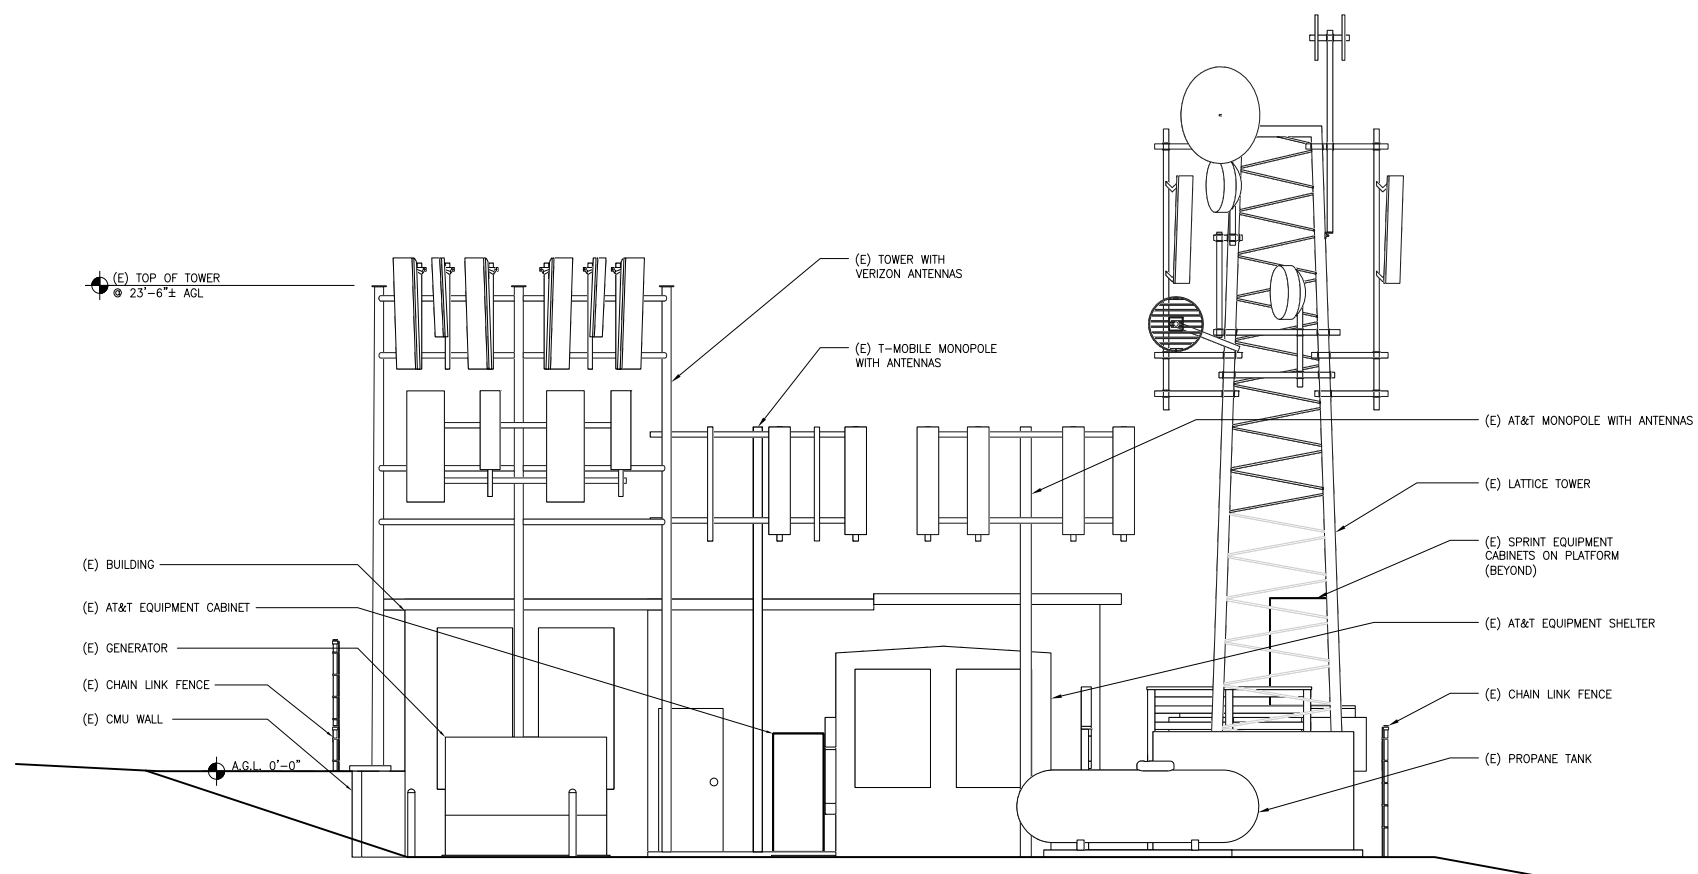 (E) TOP OF TOWER
@ 23'-6"± AGL
(E) TOWER WITH
VERIZON ANTENNAS
(E) T-MOBILE MONOPOLE
WITH ANTENNAS
(E) AT&T MONOPOLE WITH ANTENNAS
(E) LATTICE TOWER
(E) SPRINT EQUIPMENT
CABINETS ON PLATFORM
(BEYOND)
(E) BUILDING
(E) AT&T EQUIPMENT CABINET
(E) AT&T EQUIPMENT SHELTER
(E) GENERATOR
(E) CHAIN LINK FENCE
(E) CHAIN LINK FENCE
(E) CMU WALL
A.G.L. 0'-0"
(E) PROPANE TANK